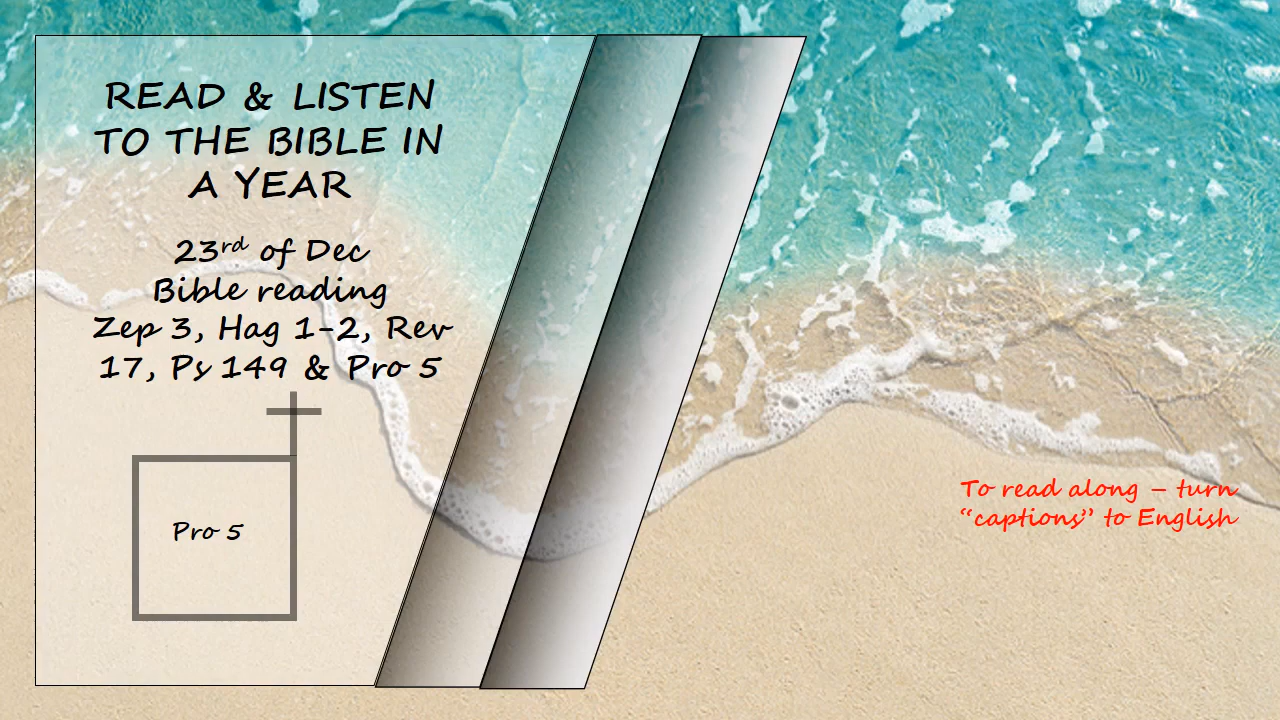 READ & LISTEN
TO THE BIBLE IN
A YEAR
23rd of Dec
Bible reading
Zep 3, Hag 1-2, Rev
17, Ps 149 & Pro 5
Pro 5
To read along – turn
“captions” to English